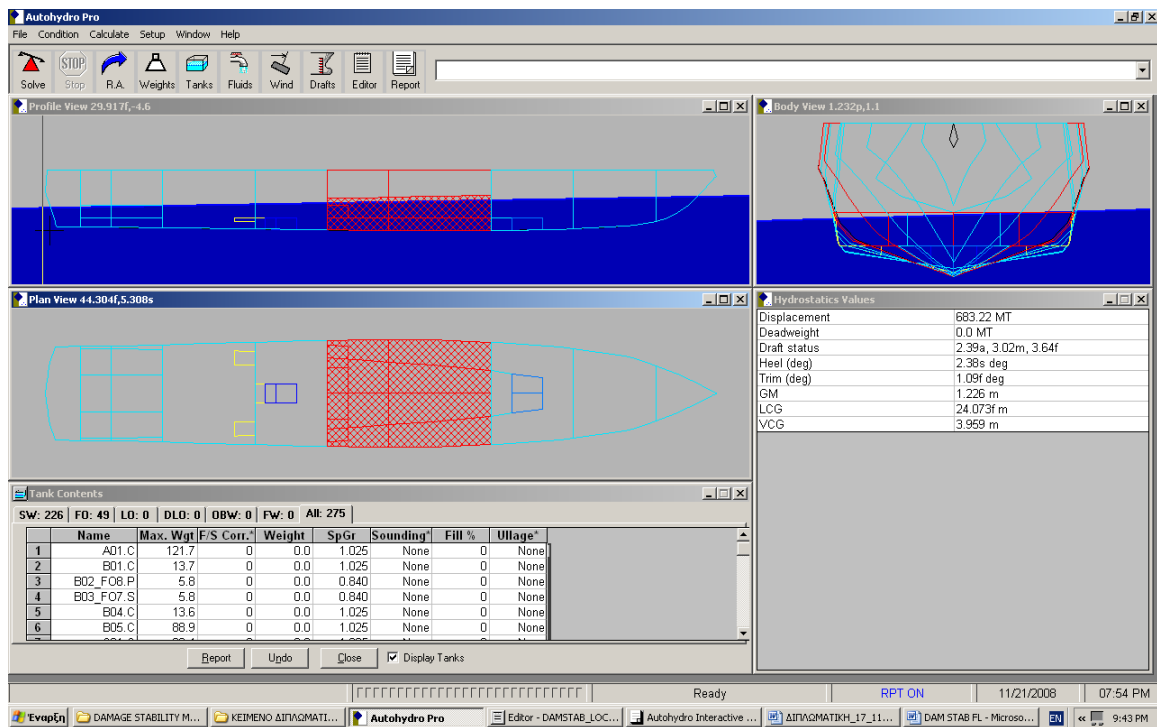 Autohydro Pro
File Condition Calculate Setup Window Help
Solve Stop R.A. Weights Tanks Fluids Wind Drafts Editor Report
Profile View 29.917f,-4.6
Body View 1.232p,1.1
Plan View 44.304f,5.308s
Hydrostatics Values
Displacement 683.22 MT
Deadweight 0.0 MT
Draft status 2.39a, 3.02m, 3.64f
Heel (deg) 2.38s deg
Trim (deg) 1.09f deg
GM 1.226 m
LCG 24.073f m
VCG 3.959 m
Tank Contents
SW: 226 FO: 49 LO: 0 DLO: 0 OBW: 0 FW: 0 All: 275
Name Max. Wgt F/S Corr.* Weight SpGr Sounding* Fill % Ullage*
1 A01.C 121.7 0 0.0 1.025 None 0 None
2 B01.C 13.7 0 0.0 1.025 None 0 None
3 B02_FO8.P 5.8 0 0.0 0.840 None 0 None
4 B03_FO7.S 5.8 0 0.0 0.840 None 0 None
5 B04.C 13.6 0 0.0 1.025 None 0 None
6 B05.C 88.9 0 0.0 1.025 None 0 None
Report Undo Close Display Tanks
Ready RPT ON 11/21/2008 07:54 PM
Έναρξη DAMAGE STABILITY M... ΚΕΙΜΕΝΟ ΔΙΠΛΩΜΑΤΙ... Autohydro Pro Editor - DAMSTAB_LOC... Autohydro Interactive ... ΔΙΠΛΩΜΑΤΙΚΗ_17_11... DAM STAB FL - Microso... EN « 9:43 PM